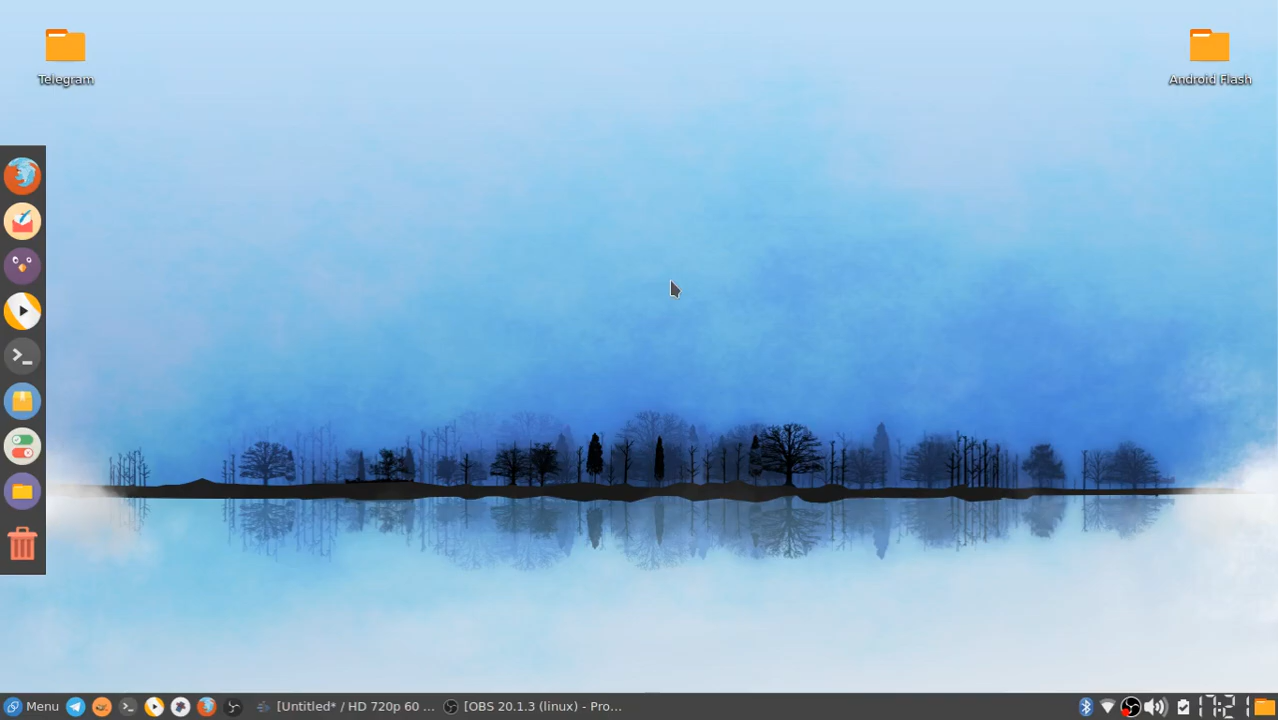 Telegram
Android Flash
Menu
[Untitled* / HD 720p 60 ...
[OBS 20.1.3 (linux) - Pro...